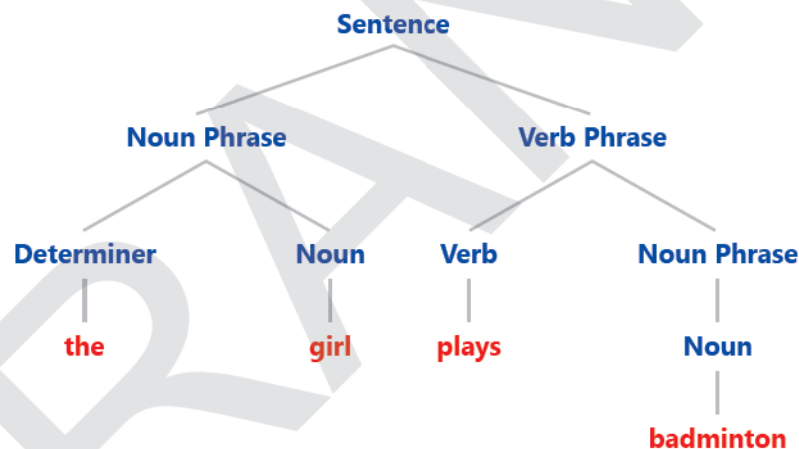 Sentence
Noun Phrase Verb Phrase
Determiner Noun Verb Noun Phrase
the girl plays Noun
badminton